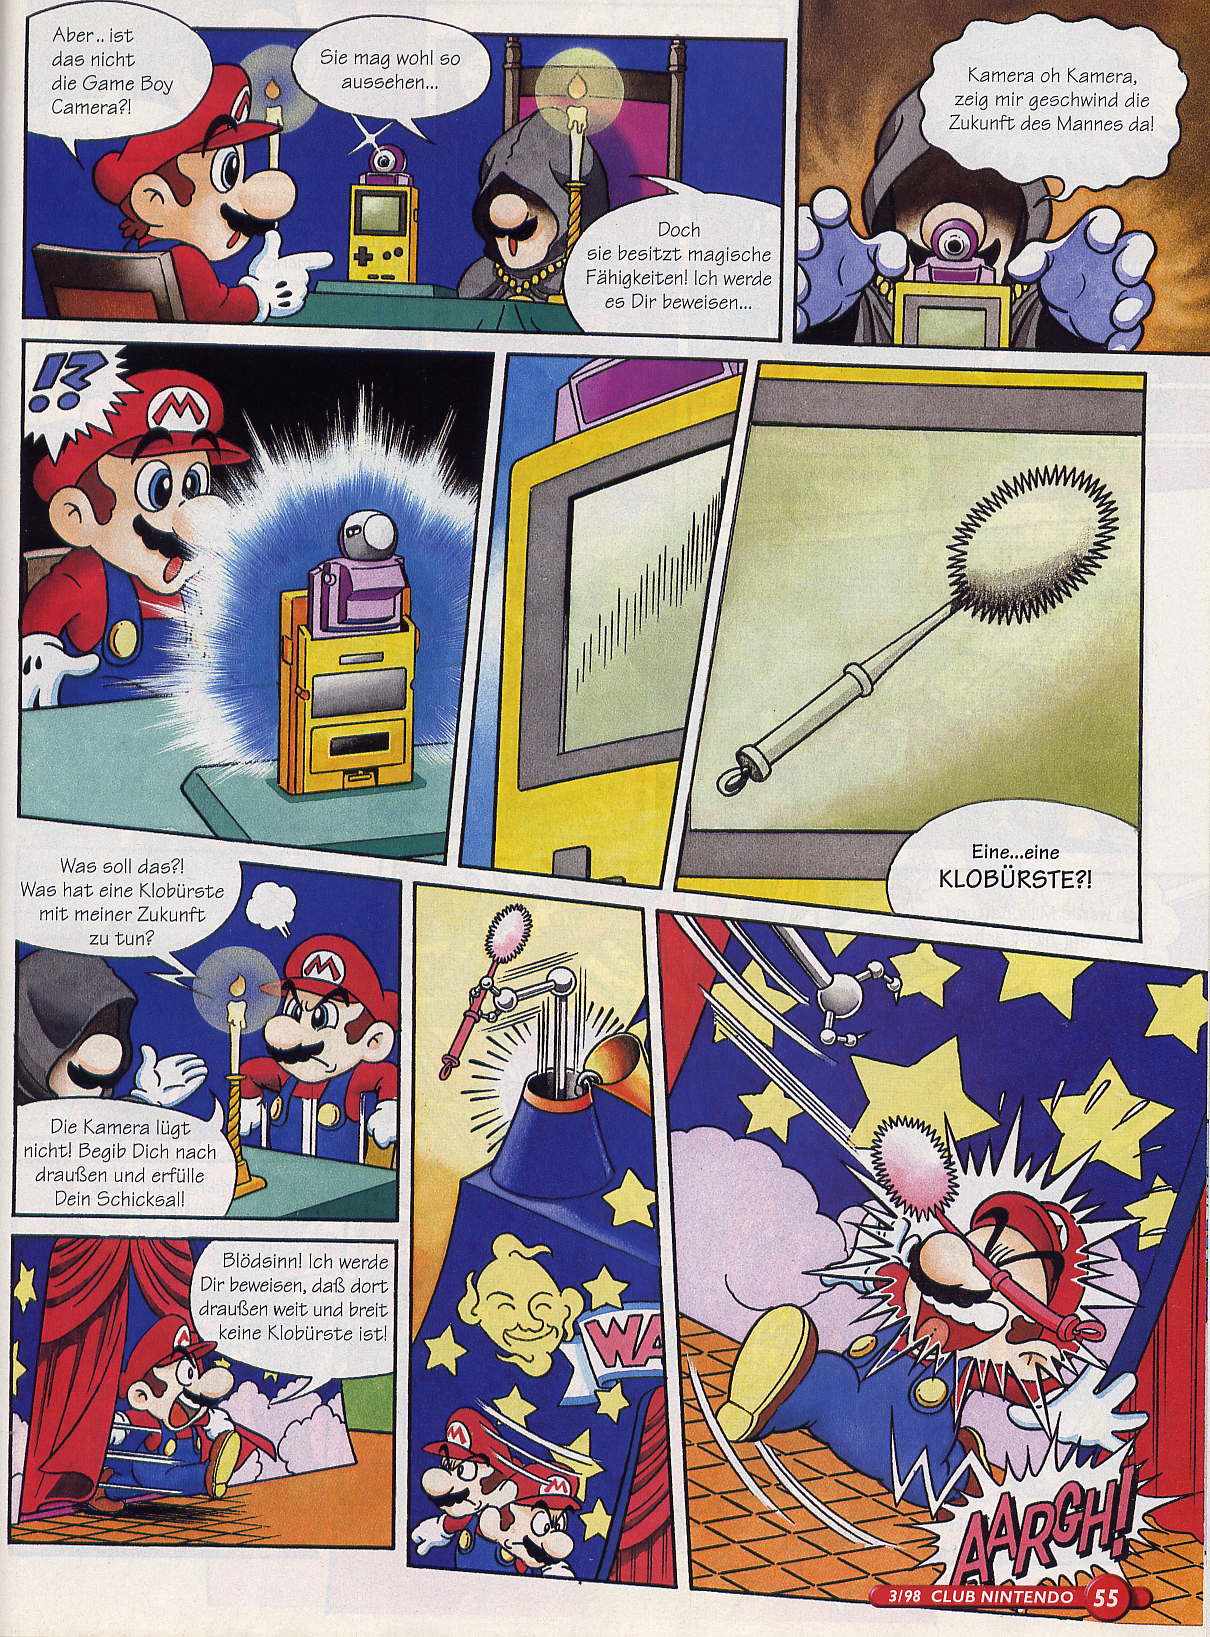 Aber.. ist
das nicht
die Game Boy
Camera?!
Sie mag wohl so
aussehen...
Doch
sie besitzt magische
Fähigkeiten! Ich werde
es Dir beweisen...
Kamera oh Kamera,
zeig mir geschwind die
Zukunft des Mannes da!
!?
M
Eine...eine
KLOBÜRSTE?!
Was soll das?!
Was hat eine Klobürste
mit meiner Zukunft
zu tun?
M
Die Kamera lügt
nicht! Begib Dich nach
draußen und erfülle
Dein Schicksal!
Blödsinn! Ich werde
Dir beweisen, daß dort
draußen weit und breit
keine Klobürste ist!
WA
M
M
AARGH!
3/98 CLUB NINTENDO 55